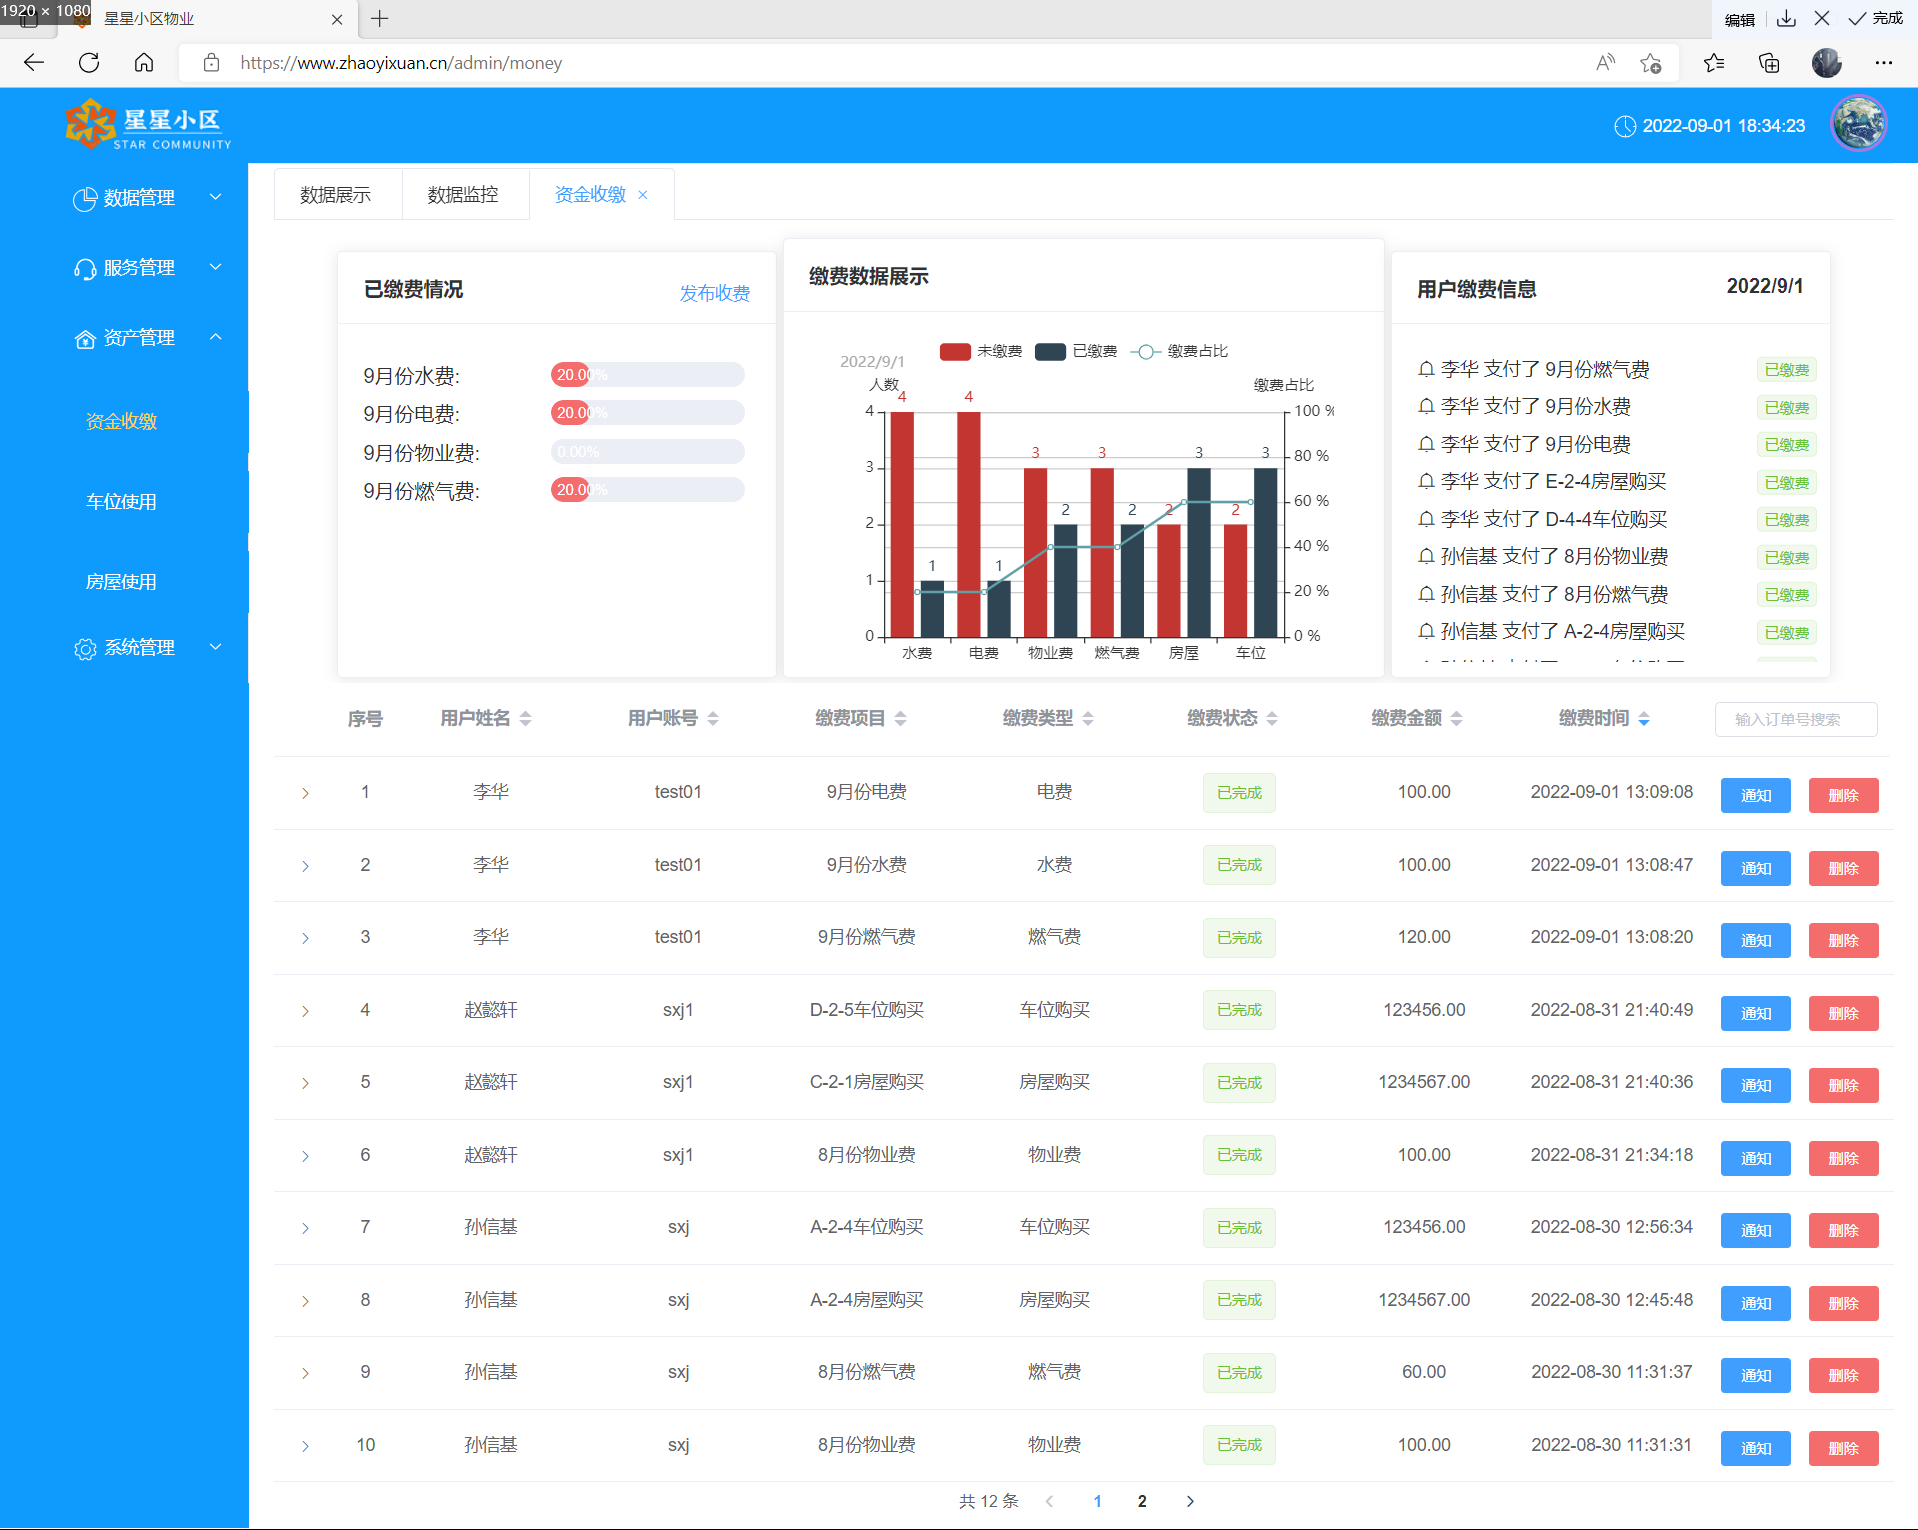 1920 × 1080
星星小区物业
编辑
完成
https://www.zhaoyixuan.cn/admin/money
星星小区
STAR COMMUNITY
2022-09-01 18:34:23
数据管理
服务管理
资产管理
资金收缴
车位使用
房屋使用
系统管理
数据展示 数据监控 资金收缴
已缴费情况 发布收费
9月份水费: 20.00%
9月份电费: 20.00%
9月份物业费: 0.00%
9月份燃气费: 20.00%
缴费数据展示
未缴费 已缴费 缴费占比
2022/9/1
人数 缴费占比
4 4 4 100 %
3 3 3 3 3 80 %
2 2 2 2 2 60 %
40 %
1 1 1 20 %
0 0 %
水费 电费 物业费 燃气费 房屋 车位
用户缴费信息 2022/9/1
李华 支付了 9月份燃气费 已缴费
李华 支付了 9月份水费 已缴费
李华 支付了 9月份电费 已缴费
李华 支付了 E-2-4房屋购买 已缴费
李华 支付了 D-4-4车位购买 已缴费
孙信基 支付了 8月份物业费 已缴费
孙信基 支付了 8月份燃气费 已缴费
孙信基 支付了 A-2-4房屋购买 已缴费
序号 用户姓名 用户账号 缴费项目 缴费类型 缴费状态 缴费金额 缴费时间 输入订单号搜索
1 李华 test01 9月份电费 电费 已完成 100.00 2022-09-01 13:09:08 通知 删除
2 李华 test01 9月份水费 水费 已完成 100.00 2022-09-01 13:08:47 通知 删除
3 李华 test01 9月份燃气费 燃气费 已完成 120.00 2022-09-01 13:08:20 通知 删除
4 赵懿轩 sxj1 D-2-5车位购买 车位购买 已完成 123456.00 2022-08-31 21:40:49 通知 删除
5 赵懿轩 sxj1 C-2-1房屋购买 房屋购买 已完成 1234567.00 2022-08-31 21:40:36 通知 删除
6 赵懿轩 sxj1 8月份物业费 物业费 已完成 100.00 2022-08-31 21:34:18 通知 删除
7 孙信基 sxj A-2-4车位购买 车位购买 已完成 123456.00 2022-08-30 12:56:34 通知 删除
8 孙信基 sxj A-2-4房屋购买 房屋购买 已完成 1234567.00 2022-08-30 12:45:48 通知 删除
9 孙信基 sxj 8月份燃气费 燃气费 已完成 60.00 2022-08-30 11:31:37 通知 删除
10 孙信基 sxj 8月份物业费 物业费 已完成 100.00 2022-08-30 11:31:31 通知 删除
共 12 条 1 2